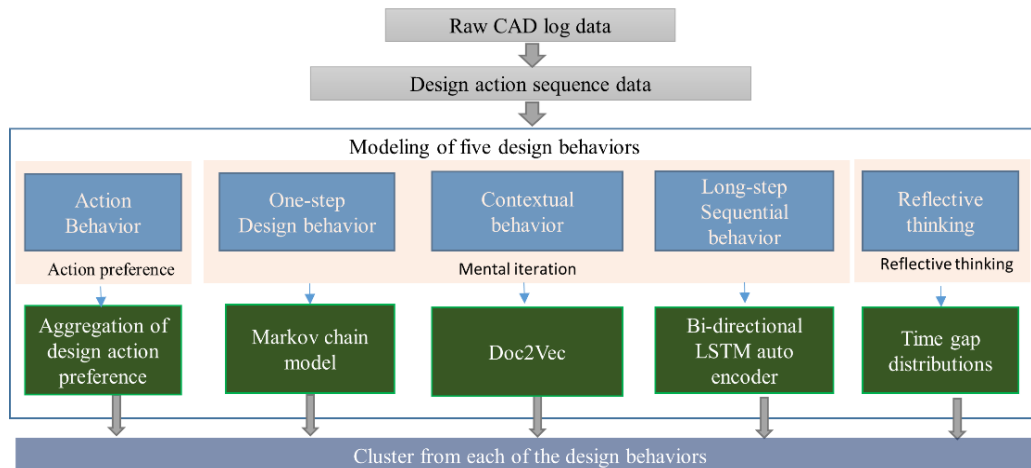 Raw CAD log data
Design action sequence data
Modeling of five design behaviors
Action
Behavior
One-step
Design behavior
Contextual
behavior
Long-step
Sequential
behavior
Reflective
thinking
Action preference
Mental iteration
Reflective thinking
Aggregation of
design action
preference
Markov chain
model
Doc2Vec
Bi-directional
LSTM auto
encoder
Time gap
distributions
Cluster from each of the design behaviors